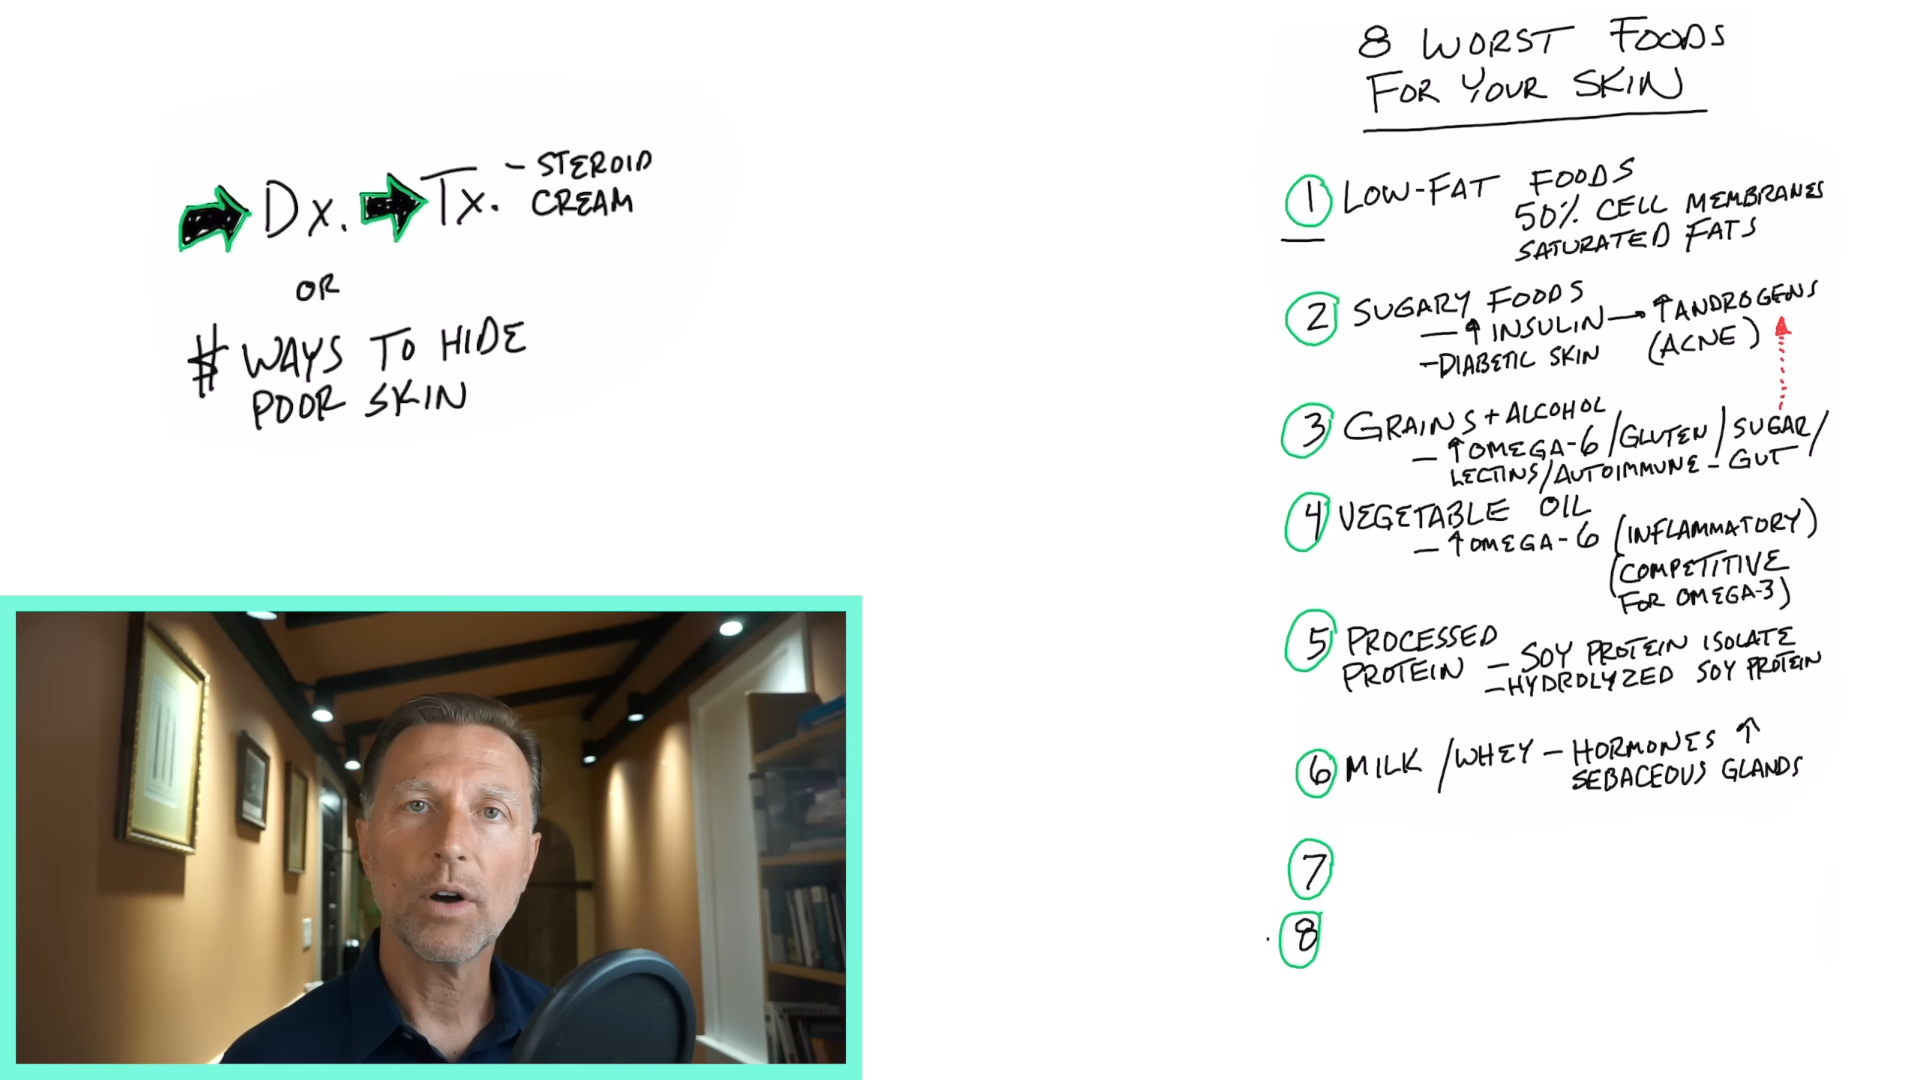 Dx. Tx. - STEROID
CREAM
OR
# WAYS TO HIDE
POOR SKIN
8 WORST FOODS
FOR YOUR SKIN
1 LOW-FAT FOODS
50% CELL MEMBRANES
SATURATED FATS
2 SUGARY FOODS
- ↑ INSULIN → ↑ ANDROGENS
- DIABETIC SKIN (ACNE)
3 GRAINS + ALCOHOL
- ↑ OMEGA-6 / GLUTEN / SUGAR /
LECTINS / AUTOIMMUNE - GUT
4 VEGETABLE OIL
- ↑ OMEGA-6 (INFLAMMATORY)
(COMPETITIVE
FOR OMEGA-3)
5 PROCESSED
PROTEIN - SOY PROTEIN ISOLATE
- HYDROLYZED SOY PROTEIN
6 MILK / WHEY - HORMONES ↑
SEBACEOUS GLANDS
7
8